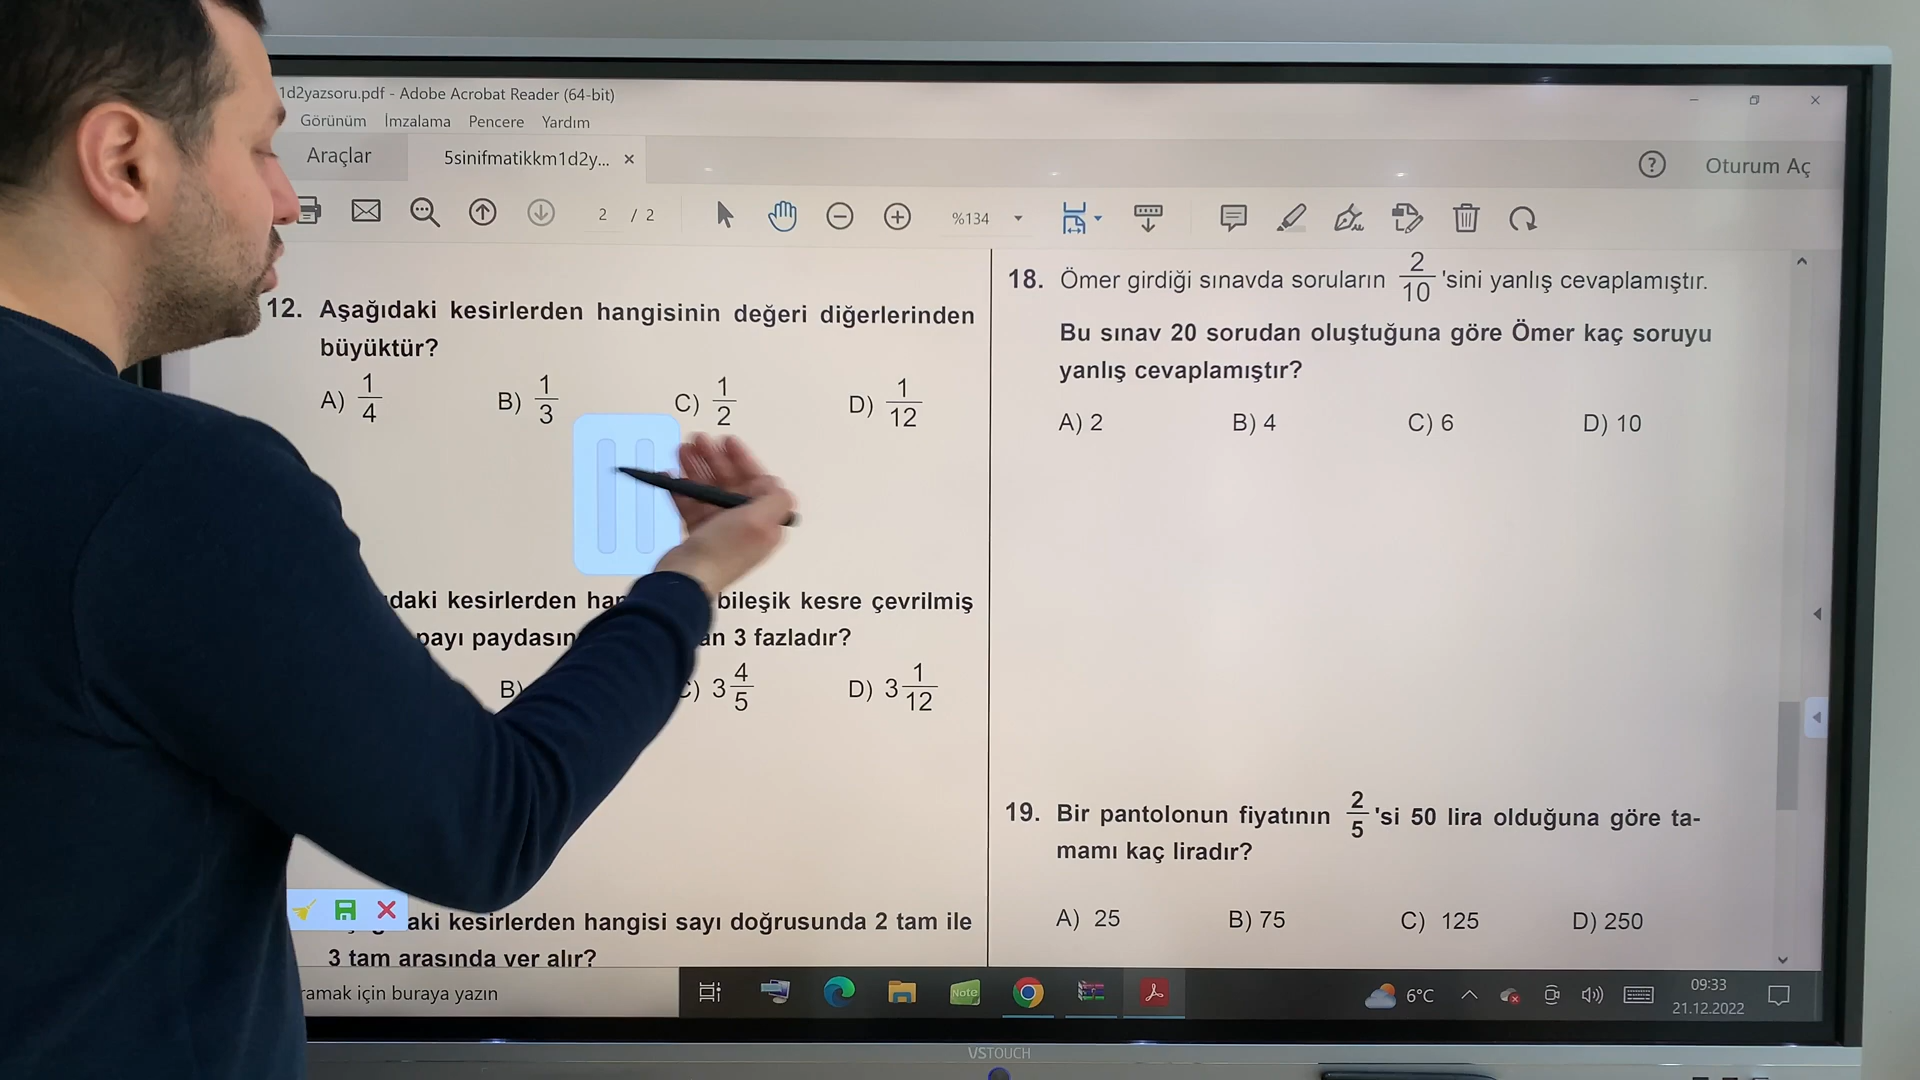 1d2yazsoru.pdf - Adobe Acrobat Reader (64-bit)
Görünüm İmzalama Pencere Yardım
Araçlar 5sinifmatikkm1d2y... Oturum Aç
2 / 2 %134
12. Aşağıdaki kesirlerden hangisinin değeri diğerlerinden
büyüktür?
A) 1/4 B) 1/3 C) 1/2 D) 1/12
daki kesirlerden bileşik kesre çevrilmiş
payı 3 fazladır?
B) C) 3 4/5 D) 3 1/12
aki kesirlerden hangisi sayı doğrusunda 2 tam ile
3 tam arasında yer alır?
18. Ömer girdiği sınavda soruların 2/10 'sini yanlış cevaplamıştır.
Bu sınav 20 sorudan oluştuğuna göre Ömer kaç soruyu
yanlış cevaplamıştır?
A) 2 B) 4 C) 6 D) 10
19. Bir pantolonun fiyatının 2/5 'si 50 lira olduğuna göre ta-
mamı kaç liradır?
A) 25 B) 75 C) 125 D) 250
ramak için buraya yazın
Note
6°C
09:33
21.12.2022
VSTOUCH